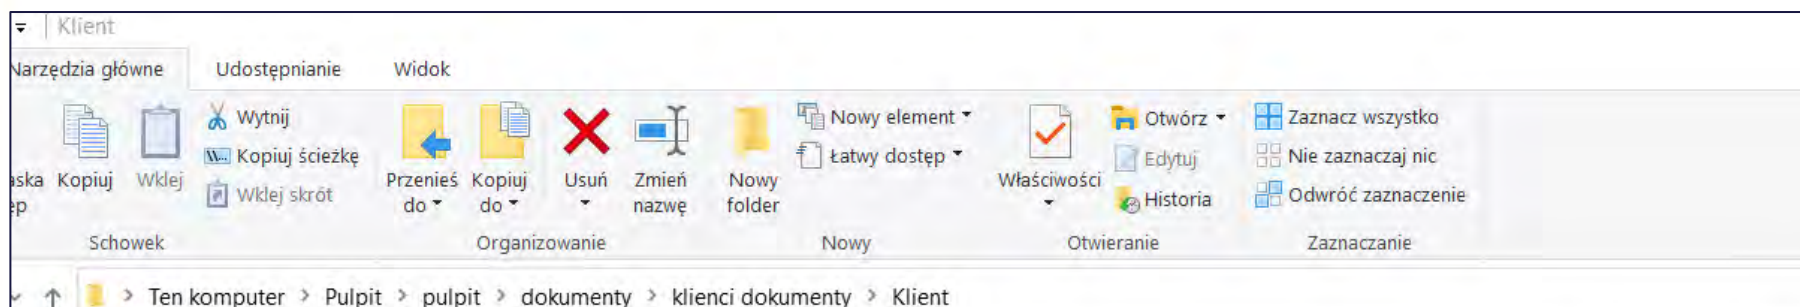 Klient
Narzędzia główne Udostępnianie Widok
Kopiuj Wklej Wytnij
Kopiuj ścieżkę
Wklej skrót
Schowek
Przenieś do Kopiuj do Usuń Zmień nazwę
Organizowanie
Nowy folder
Nowy element
Łatwy dostęp
Nowy
Właściwości
Otwórz
Edytuj
Historia
Otwieranie
Zaznacz wszystko
Nie zaznaczaj nic
Odwróć zaznaczenie
Zaznaczanie
> Ten komputer > Pulpit > pulpit > dokumenty > klienci dokumenty > Klient